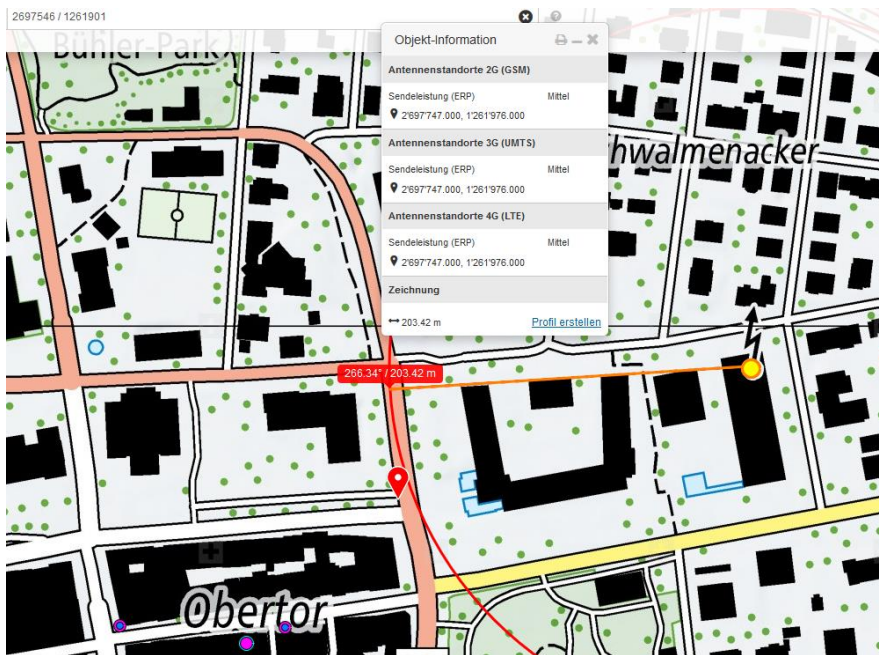 2697546 / 1261901
Objekt-Information
Antennenstandorte 2G (GSM)
Sendeleistung (ERP) Mittel
2'697'747.000, 1'261'976.000
Antennenstandorte 3G (UMTS)
Sendeleistung (ERP) Mittel
2'697'747.000, 1'261'976.000
Antennenstandorte 4G (LTE)
Sendeleistung (ERP) Mittel
2'697'747.000, 1'261'976.000
Zeichnung
203.42 m Profil erstellen
Bühler-Park
hwalmenacker
266.34° / 203.42 m
Obertor